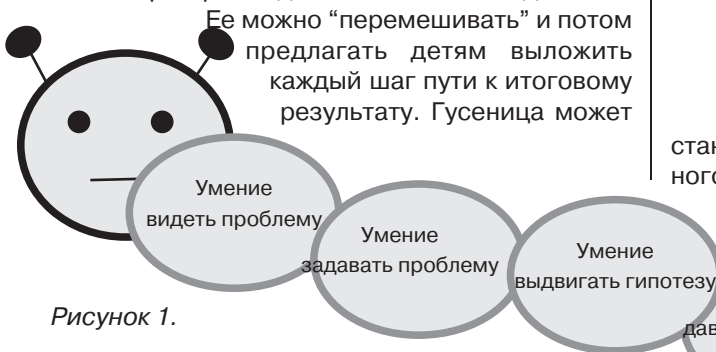 Ее можно “перемешивать” и потом
предлагать детям выложить
каждый шаг пути к итоговому
результату. Гусеница может
Умение
видеть проблему
Умение
задавать проблему
Умение
выдвигать гипотезу
Рисунок 1.